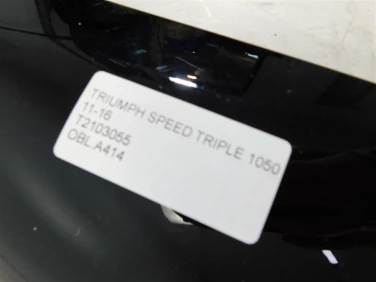 TRIUMPH SPEED TRIPLE 1050
11-16
T2103055
OBL.A414